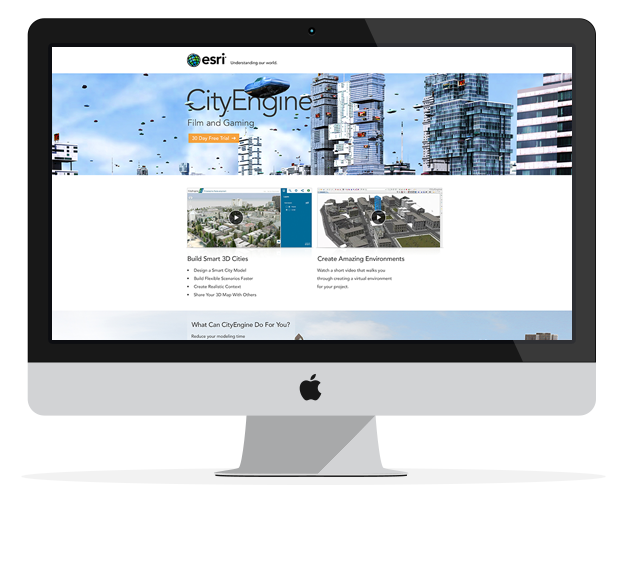 esri Understanding our world.
CityEngine
Film and Gaming
30 Day Free Trial →
Build Smart 3D Cities
• Design a Smart City Model
• Build Flexible Scenarios Faster
• Create Realistic Context
• Share Your 3D Map With Others
Create Amazing Environments
Watch a short video that walks you
through creating a virtual environment
for your project.
What Can CityEngine Do For You?
Reduce your modeling time